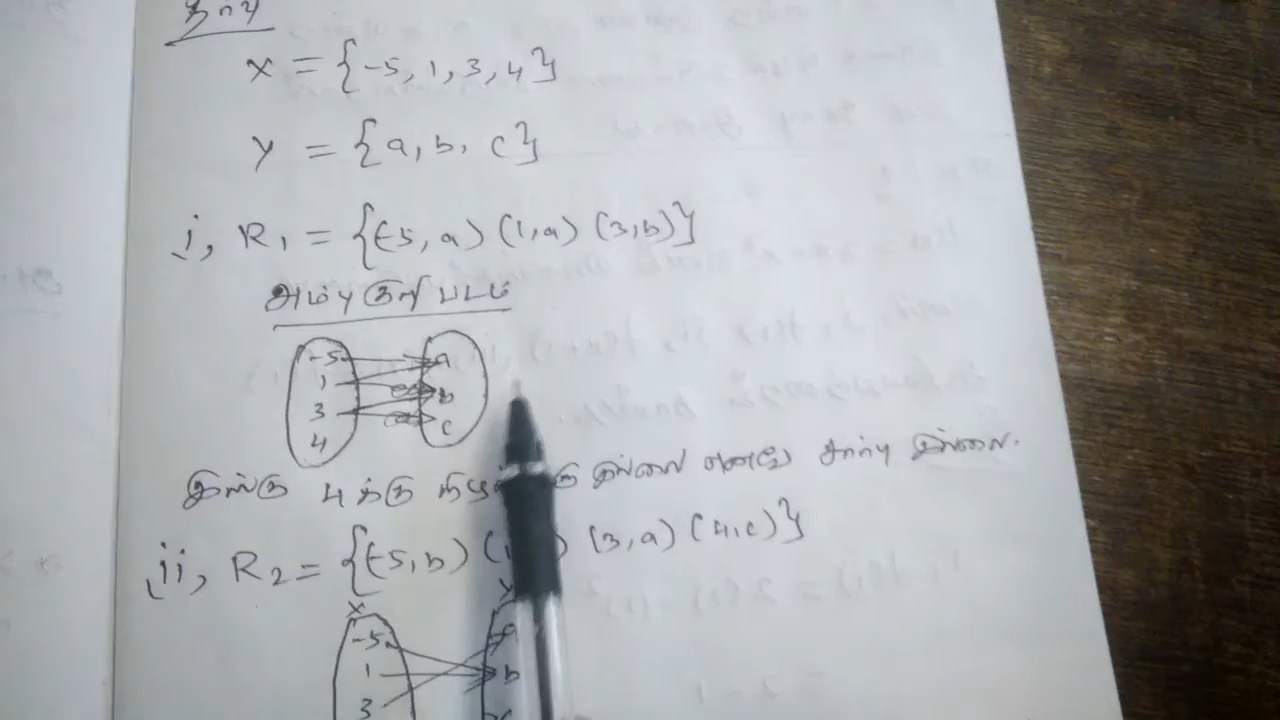 தீர்வு
X = {-5, 1, 3, 4}
Y = {a, b, c}
i, R₁ = {(-5, a) (1, a) (3, b)}
அம்பு குறி படம்
-5 a
1 b
3 c
4
இங்கு 4 க்கு இல்லை எனவே சார்பு இல்லை.
ii, R₂ = {(-5, b) (3, a) (4, c)}
X Y
-5 a
1 b
3